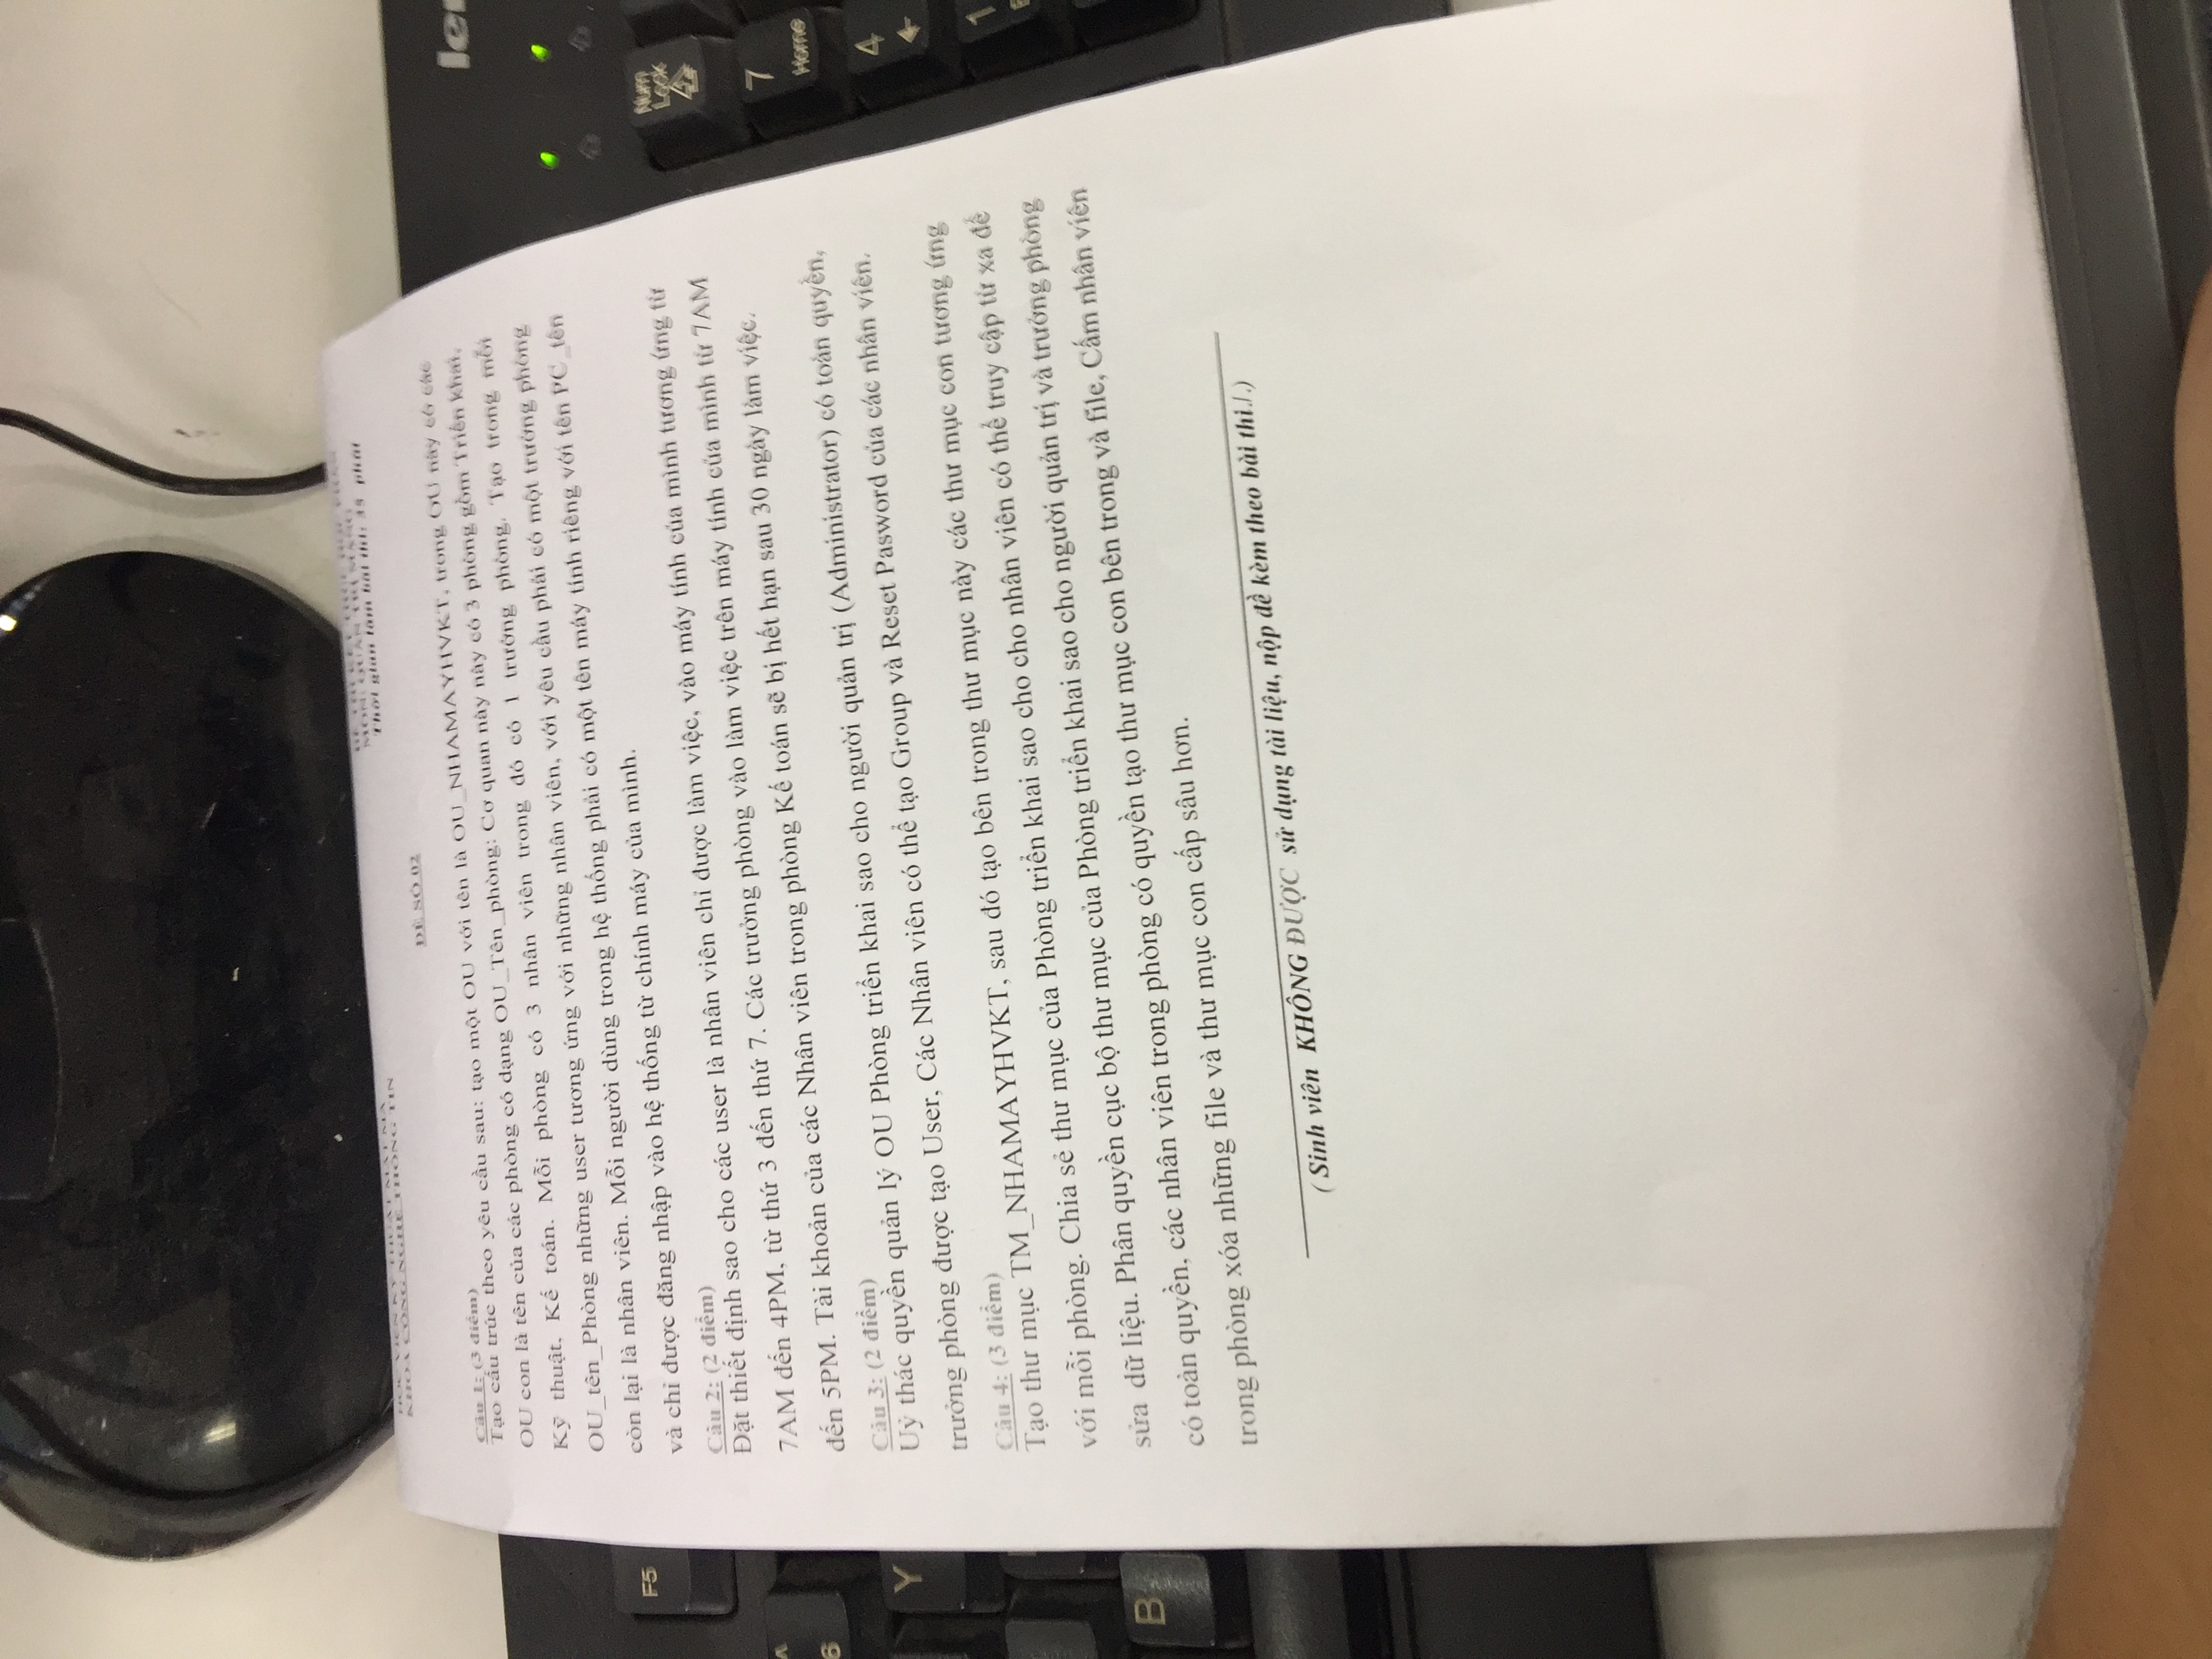 HỌC VIỆN KỸ THUẬT MẬT MÃ
KHOA CÔNG NGHỆ THÔNG TIN
ĐỀ THI KẾT THÚC HỌC PHẦN
MÔN: QUẢN TRỊ MẠNG
Thời gian làm bài thi: 35 phút
ĐỀ SỐ 02
Câu 1: (3 điểm)
Tạo cấu trúc theo yêu cầu sau: tạo một OU với tên là OU_NHAMAYHVKT, trong OU này có các
OU con là tên của các phòng có dạng OU_Tên_phòng: Cơ quan này này có 3 phòng gồm Triển khai,
Kỹ thuật, Kế toán. Mỗi phòng có 3 nhân viên trong đó có 1 trưởng phòng. Tạo trong mỗi
OU_tên_Phòng những user tương ứng với những nhân viên, với yêu cầu phải có một trưởng phòng
còn lại là nhân viên. Mỗi người dùng trong hệ thống phải có một tên máy tính riêng với tên PC_tên
và chỉ được đăng nhập vào hệ thống từ chính máy của mình.
Câu 2: (2 điểm)
Đặt thiết định sao cho các user là nhân viên chỉ được làm việc, vào máy tính của mình tương ứng từ
7AM đến 4PM, từ thứ 3 đến thứ 7. Các trưởng phòng vào làm việc trên máy tính của mình từ 7AM
đến 5PM. Tài khoản của các Nhân viên trong phòng Kế toán sẽ bị hết hạn sau 30 ngày làm việc.
Câu 3: (2 điểm)
Uỷ thác quyền quản lý OU Phòng triển khai sao cho người quản trị (Administrator) có toàn quyền,
trưởng phòng được tạo User, Các Nhân viên có thể tạo Group và Reset Pasword của các nhân viên.
Câu 4: (3 điểm)
Tạo thư mục TM_NHAMAYHVKT, sau đó tạo bên trong thư mục này các thư mục con tương ứng
với mỗi phòng. Chia sẻ thư mục của Phòng triển khai sao cho cho nhân viên có thể truy cập từ xa để
sửa dữ liệu. Phân quyền cục bộ thư mục của Phòng triển khai sao cho người quản trị và trưởng phòng
có toàn quyền, các nhân viên trong phòng có quyền tạo thư mục con bên trong và file, Cấm nhân viên
trong phòng xóa những file và thư mục con cấp sâu hơn.
( Sinh viên KHÔNG ĐƯỢC sử dụng tài liệu, nộp đề kèm theo bài thi./.)
F5
6
Y
B
Num
Lock
7
Home
4
1